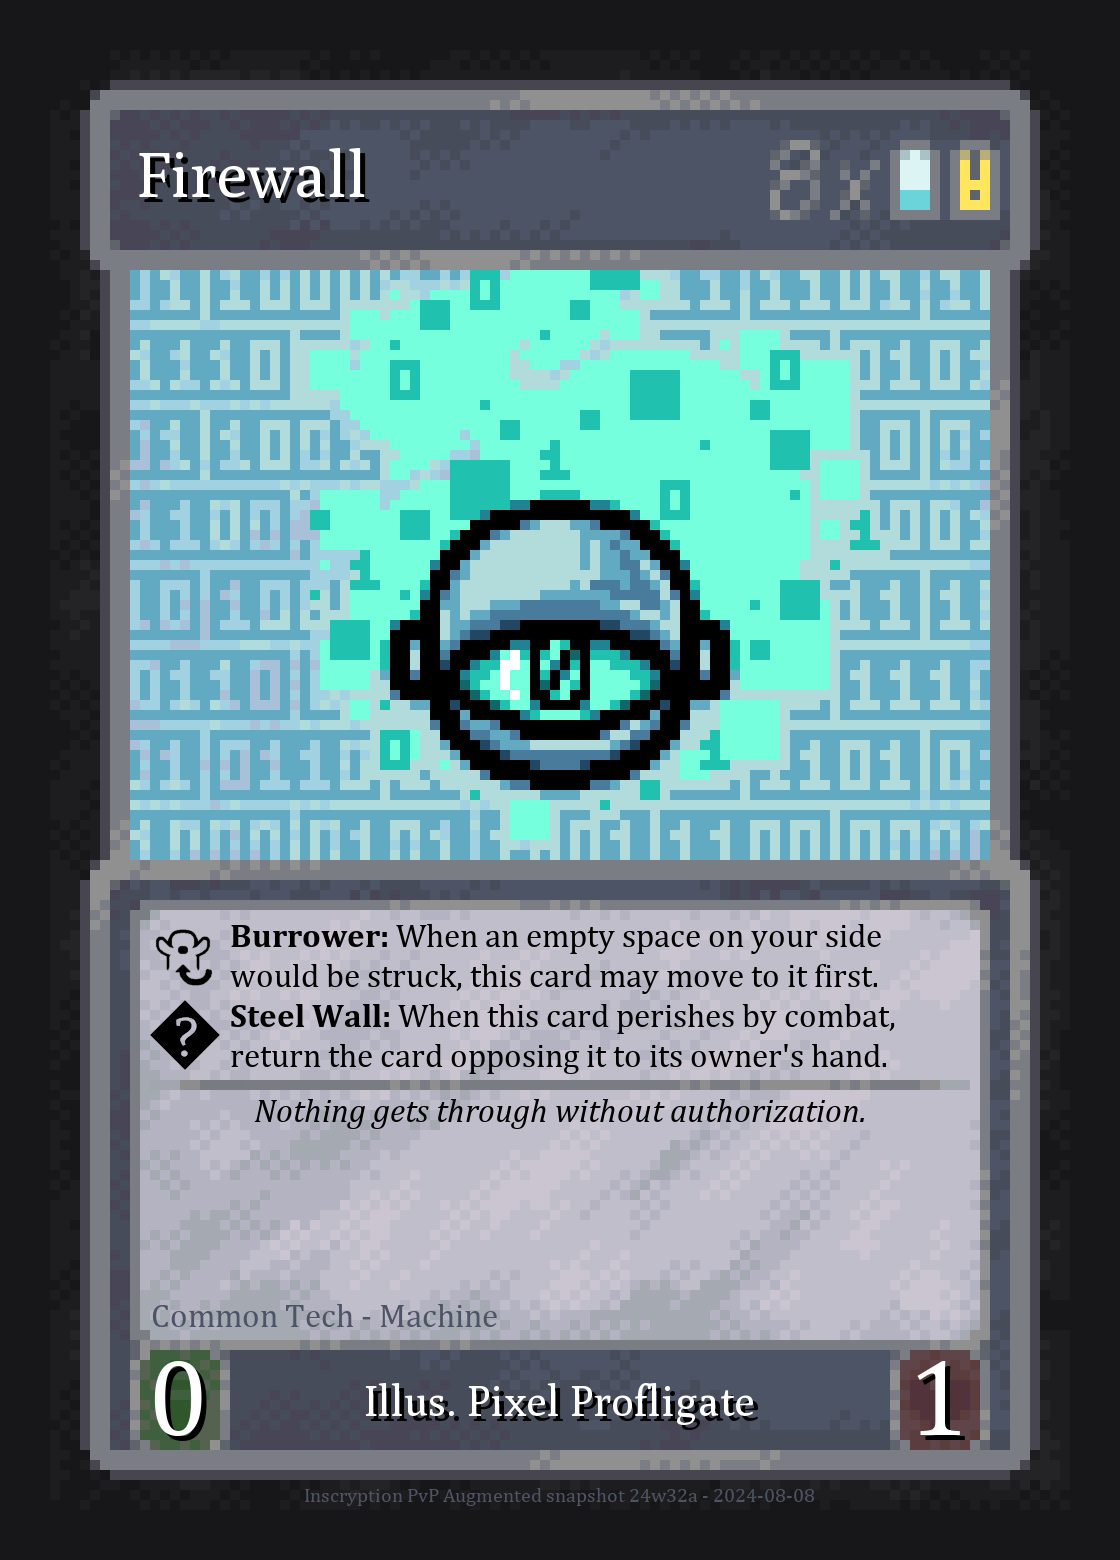 Firewall 8x
Burrower: When an empty space on your side
would be struck, this card may move to it first.
? Steel Wall: When this card perishes by combat,
return the card opposing it to its owner's hand.
Nothing gets through without authorization.
Common Tech - Machine
0 Illus. Pixel Profligate 1
Inscryption PvP Augmented snapshot 24w32a - 2024-08-08